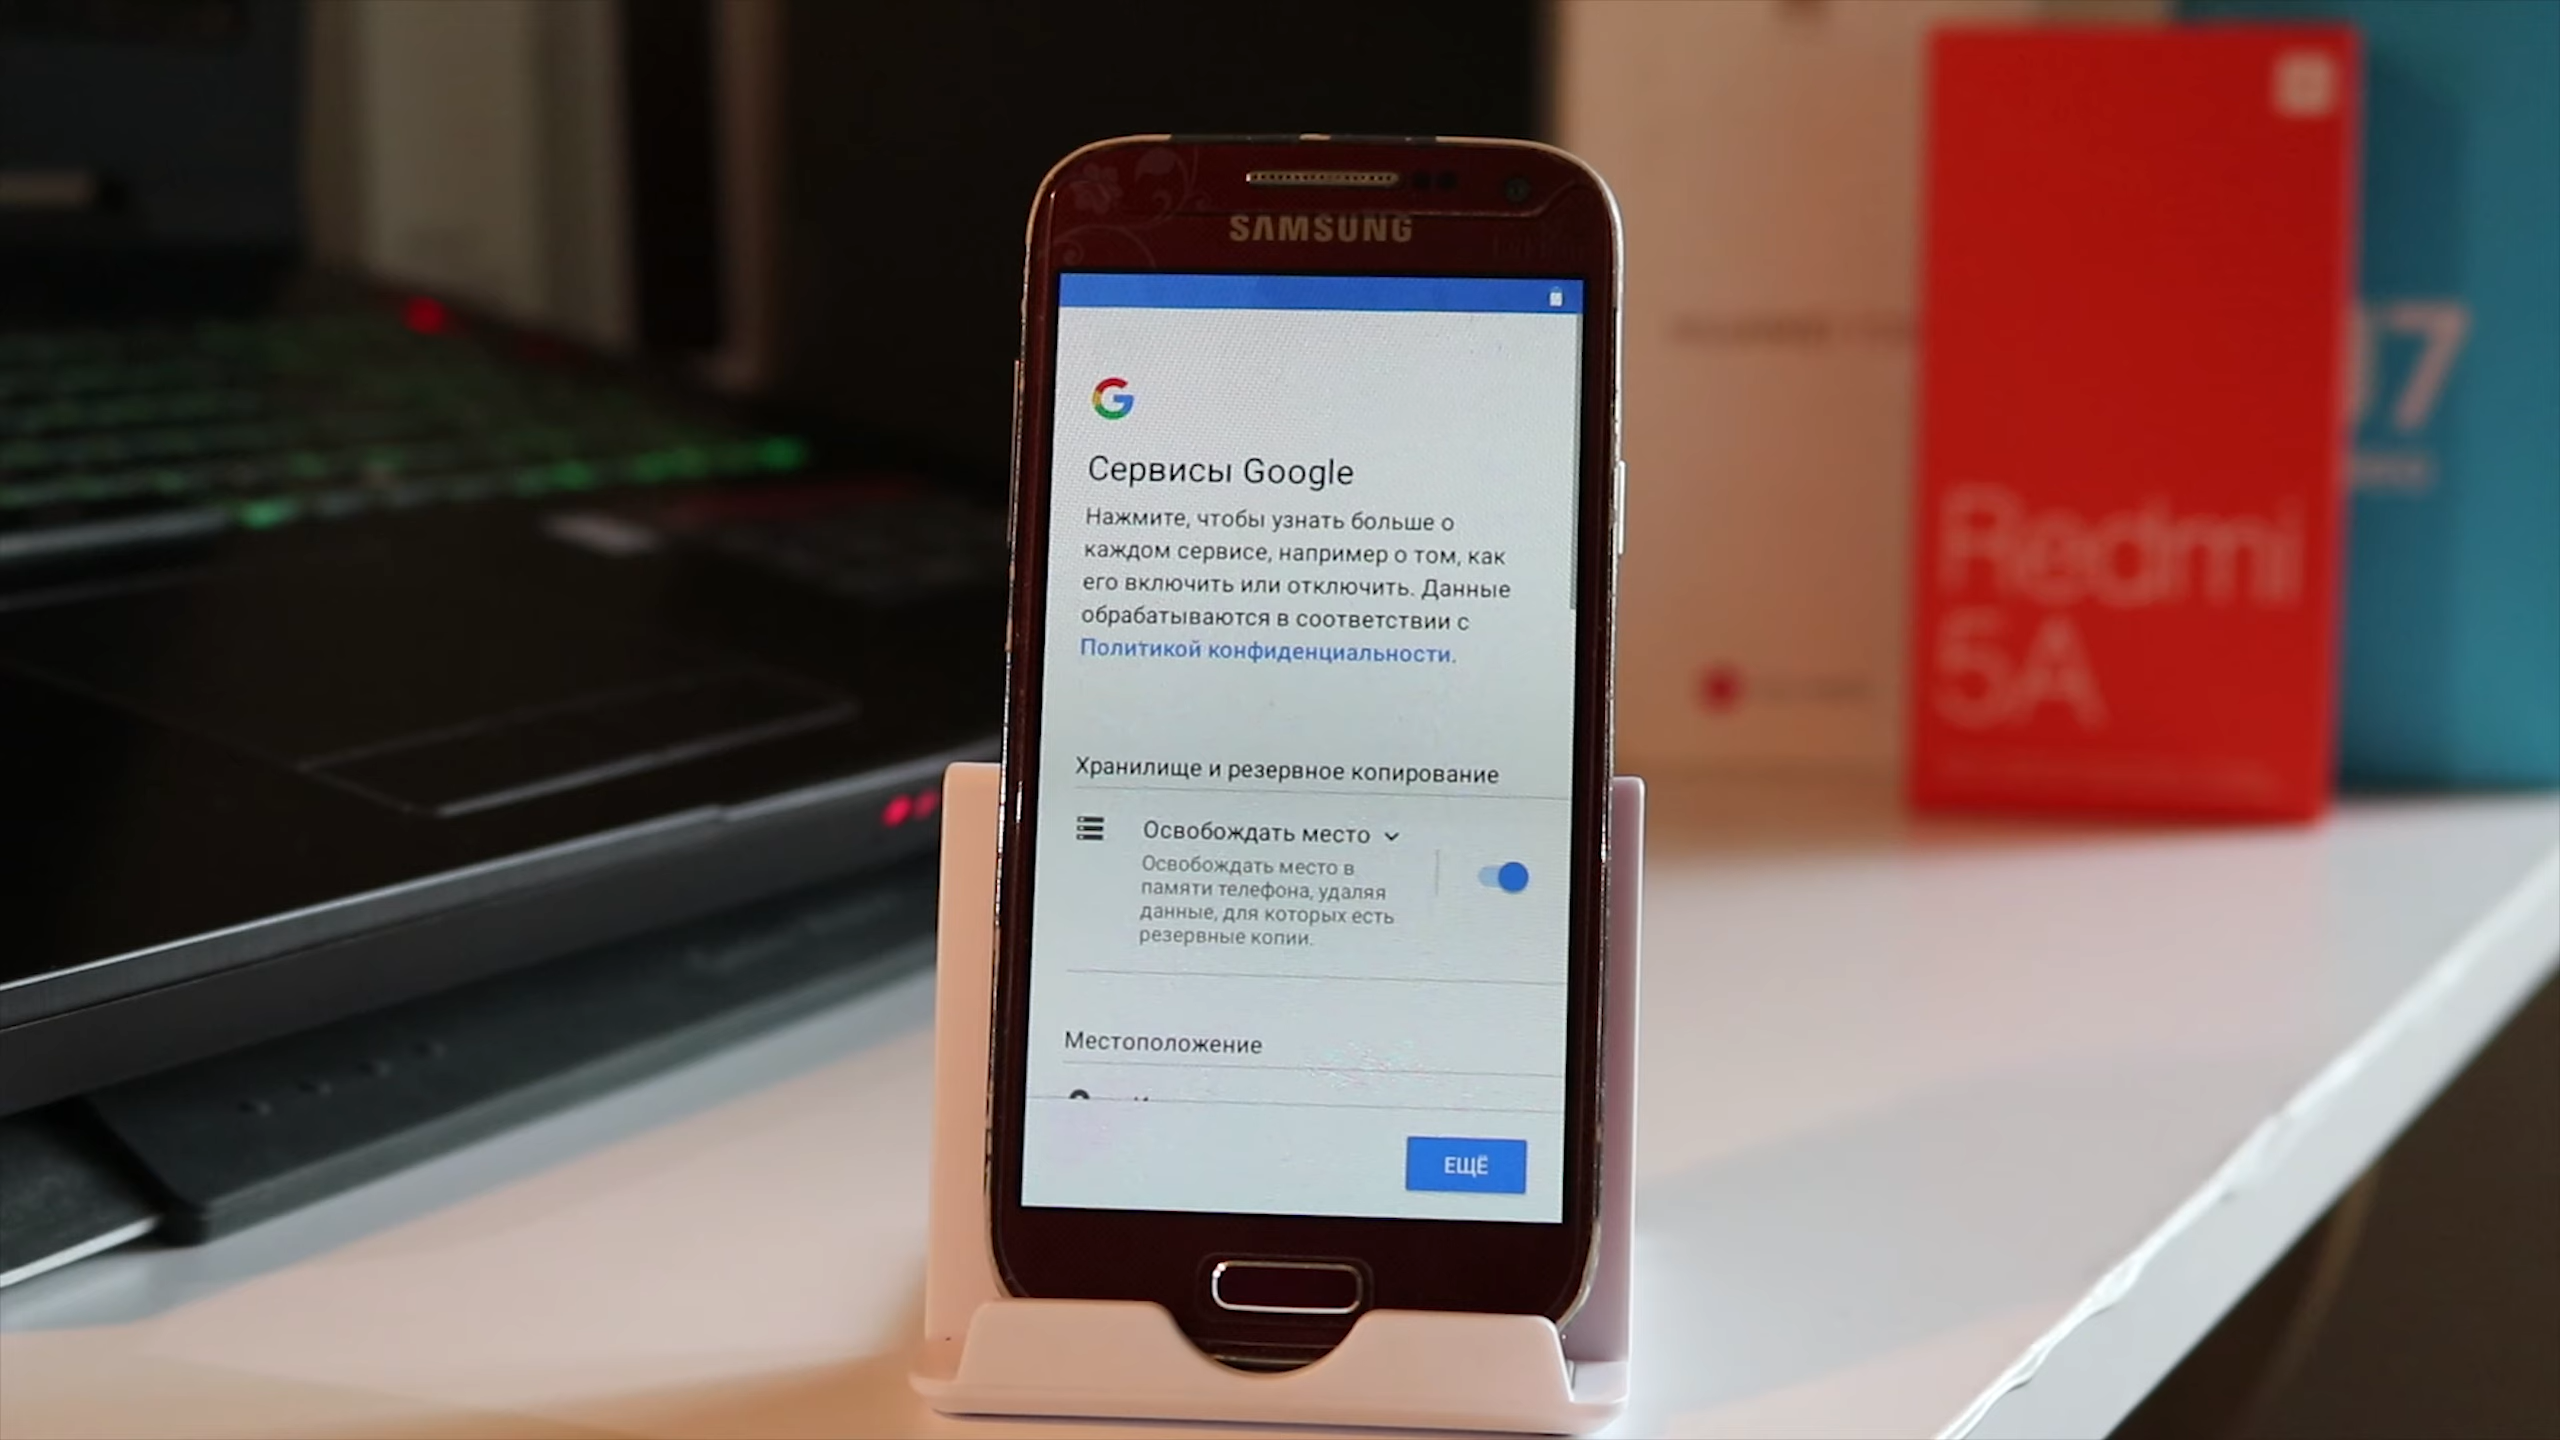 SAMSUNG
Сервисы Google
Нажмите, чтобы узнать больше о
каждом сервисе, например о том, как
его включить или отключить. Данные
обрабатываются в соответствии с
Политикой конфиденциальности.
Хранилище и резервное копирование
Освобождать место
Освобождать место в
памяти телефона, удаляя
данные, для которых есть
резервные копии.
Местоположение
ЕЩЁ
Redmi
5A